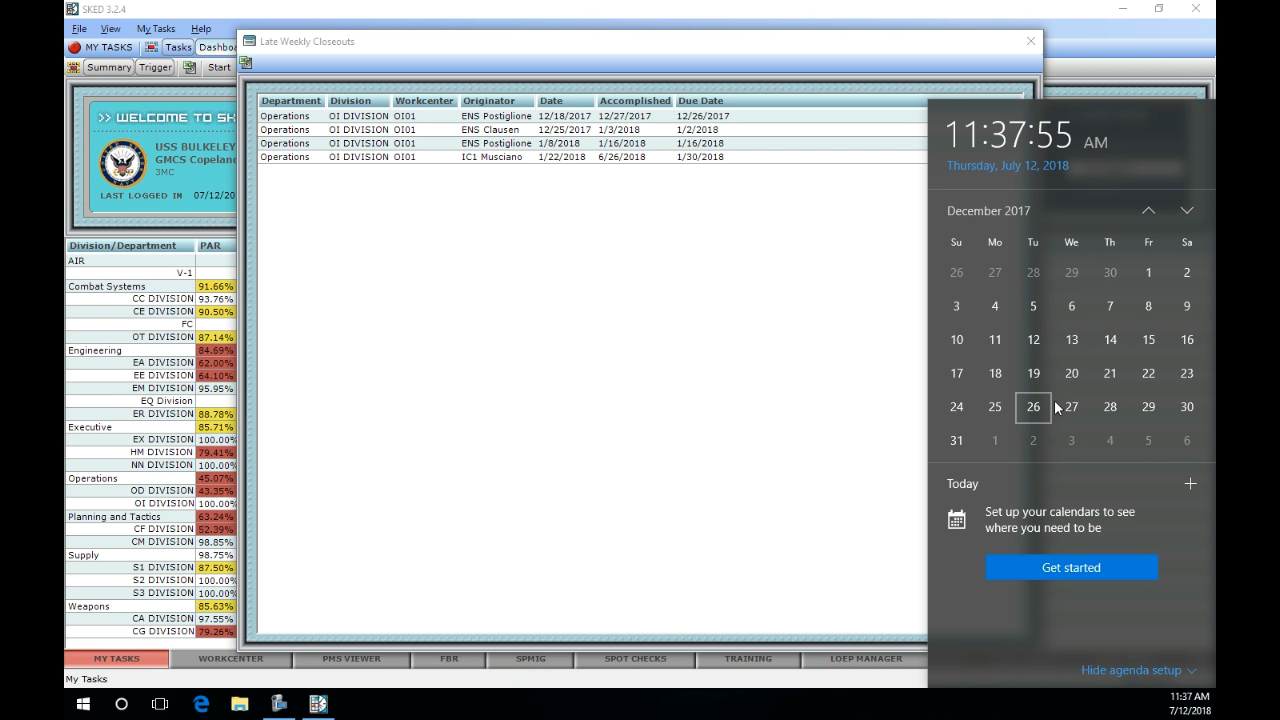 SKED 3.2.4
File View My Tasks Help
MY TASKS Tasks
Summary Trigger Start
Late Weekly Closeouts
Department Division Workcenter Originator Date Accomplished Due Date
Operations OI DIVISION OI01 ENS Postiglione 12/18/2017 12/27/2017 12/26/2017
Operations OI DIVISION OI01 ENS Clausen 12/25/2017 1/3/2018 1/2/2018
Operations OI DIVISION OI01 ENS Postiglione 1/8/2018 1/16/2018 1/16/2018
Operations OI DIVISION OI01 IC1 Musciano 1/22/2018 6/26/2018 1/30/2018
>> WELCOME TO SK
USS BULKELEY
GMCS Copeland
3MC
LAST LOGGED IN 07/12/20
Division/Department PAR
AIR
V-1
Combat Systems 91.66%
CC DIVISION 93.76%
CE DIVISION 90.50%
FC
OT DIVISION 87.14%
Engineering 84.69%
EA DIVISION 62.00%
EE DIVISION 64.10%
EM DIVISION 95.95%
EQ Division
ER DIVISION 88.78%
Executive 85.71%
EX DIVISION 100.00%
HM DIVISION 79.41%
NN DIVISION 100.00%
Operations 45.07%
OD DIVISION 43.35%
OI DIVISION 100.00%
Planning and Tactics 63.24%
CF DIVISION 52.39%
CM DIVISION 98.85%
Supply 98.75%
S1 DIVISION 87.50%
S2 DIVISION 100.00%
S3 DIVISION 100.00%
Weapons 85.63%
CA DIVISION 97.55%
CG DIVISION 79.26%
11:37:55 AM
Thursday, July 12, 2018
December 2017
Su Mo Tu We Th Fr Sa
26 27 28 29 30 1 2
3 4 5 6 7 8 9
10 11 12 13 14 15 16
17 18 19 20 21 22 23
24 25 26 27 28 29 30
31 1 2 3 4 5 6
Today
Set up your calendars to see
where you need to be
Get started
Hide agenda setup
MY TASKS WORKCENTER PMS VIEWER FBR SPMIG SPOT CHECKS TRAINING LOEP MANAGER
My Tasks
11:37 AM
7/12/2018